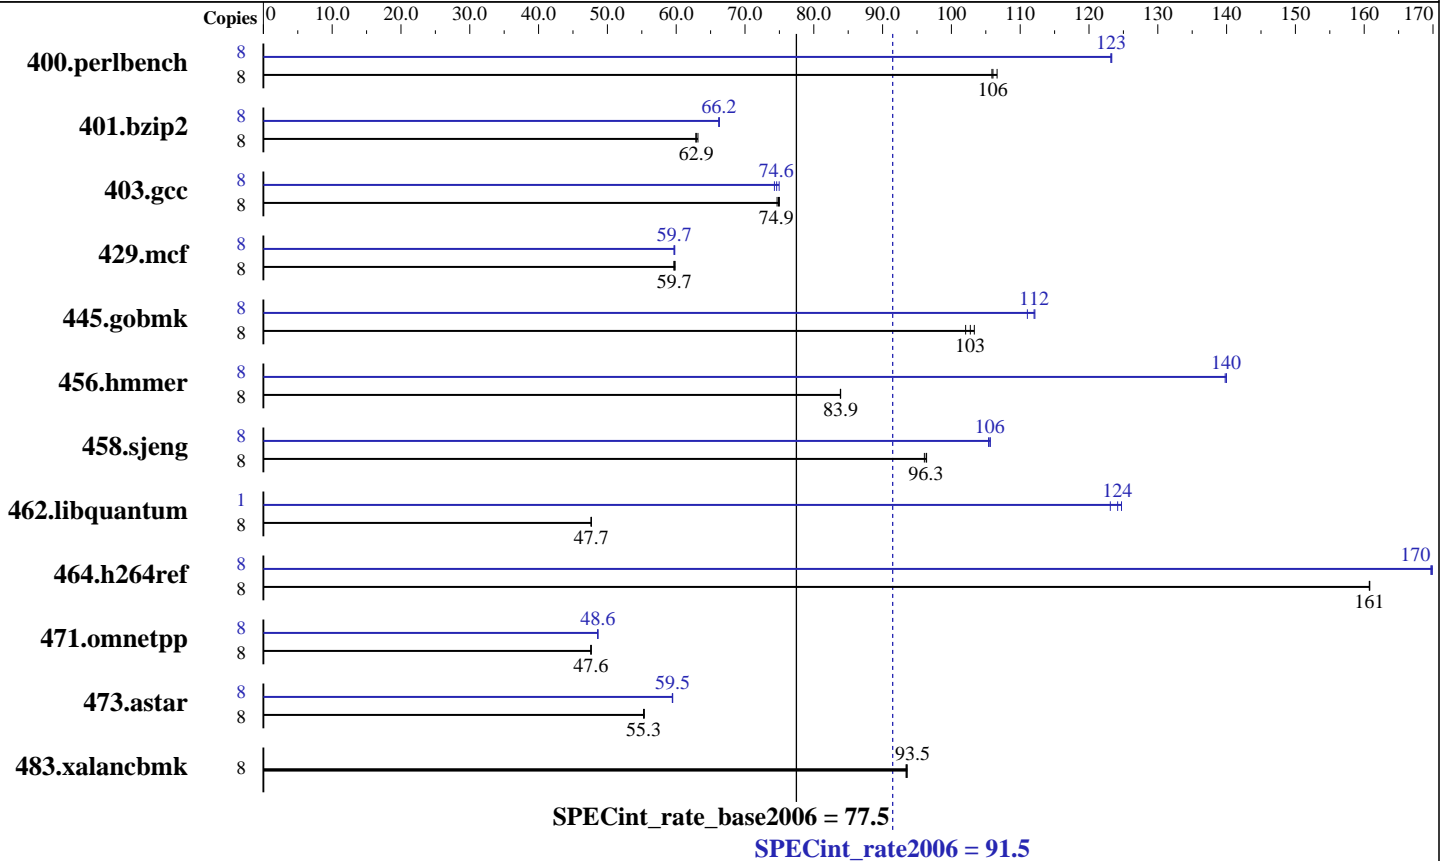 Copies 0 10.0 20.0 30.0 40.0 50.0 60.0 70.0 80.0 90.0 100 110 120 130 140 150 160 170
400.perlbench 8 123
8 106
401.bzip2 8 66.2
8 62.9
403.gcc 8 74.6
8 74.9
429.mcf 8 59.7
8 59.7
445.gobmk 8 112
8 103
456.hmmer 8 140
8 83.9
458.sjeng 8 106
8 96.3
462.libquantum 1 124
8 47.7
464.h264ref 8 170
8 161
471.omnetpp 8 48.6
8 47.6
473.astar 8 59.5
8 55.3
483.xalancbmk 8 93.5
SPECint_rate_base2006 = 77.5
SPECint_rate2006 = 91.5